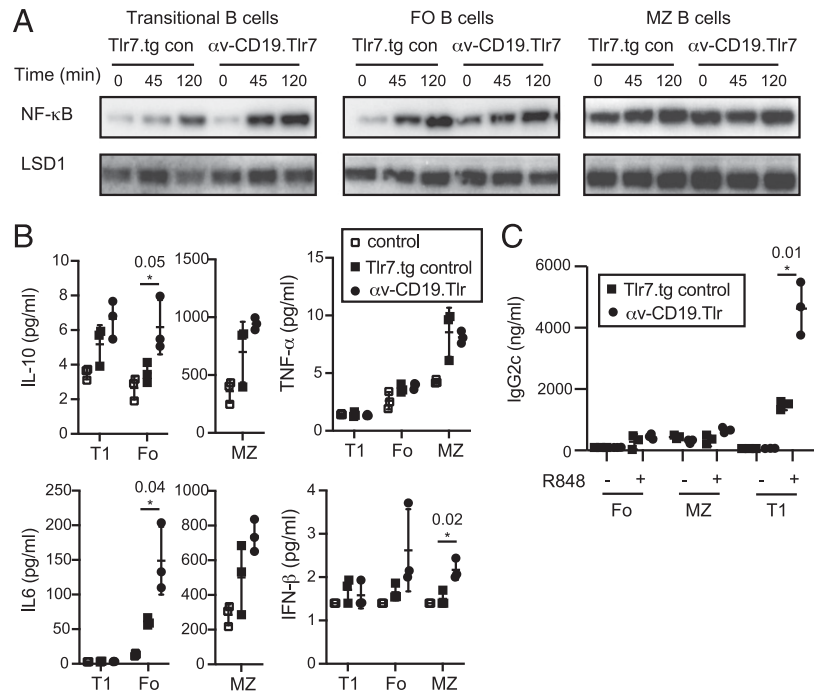 A
Transitional B cells FO B cells MZ B cells
Tlr7.tg con αv-CD19.Tlr7 Tlr7.tg con αv-CD19.Tlr7 Tlr7.tg con αv-CD19.Tlr7
Time (min) 0 45 120 0 45 120 0 45 120 0 45 120 0 45 120 0 45 120
NF-κB
LSD1
B
IL-10 (pg/ml)
10
8
6
4
2
0
0.05
*
T1 Fo
1500
1000
500
0
MZ
TNF-α (pg/ml)
15
10
5
0
T1 Fo MZ
control
Tlr7.tg control
αv-CD19.Tlr
IL6 (pg/ml)
250
200
150
100
50
0
0.04
*
T1 Fo
1000
800
600
400
200
0
MZ
IFN-β (pg/ml)
4
3
2
1
0
0.02
*
T1 Fo MZ
C
IgG2c (ng/ml)
6000
4000
2000
0
Tlr7.tg control
αv-CD19.Tlr
0.01
*
R848 - + - + - +
Fo MZ T1